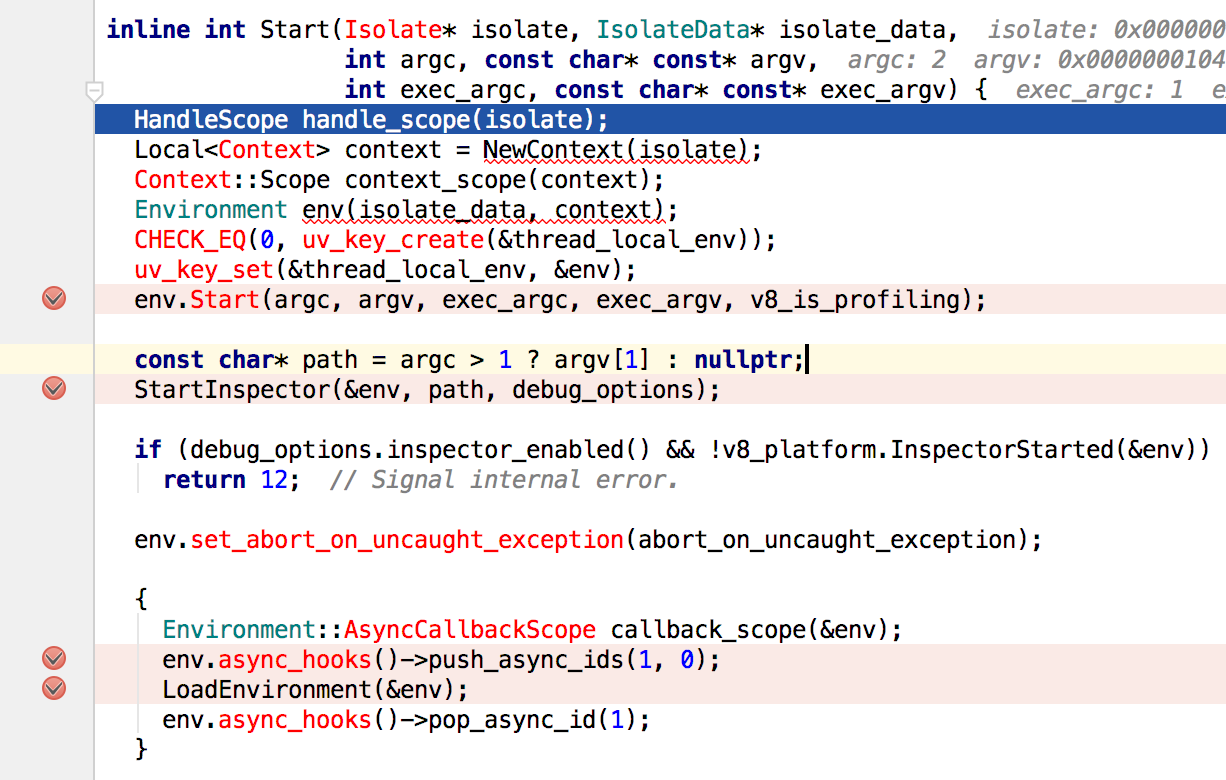 inline int Start(Isolate* isolate, IsolateData* isolate_data,  isolate: 0x000000
                 int argc, const char* const* argv,  argc: 2  argv: 0x0000000104
                 int exec_argc, const char* const* exec_argv) {  exec_argc: 1  e
  HandleScope handle_scope(isolate);
  Local<Context> context = NewContext(isolate);
  Context::Scope context_scope(context);
  Environment env(isolate_data, context);
  CHECK_EQ(0, uv_key_create(&thread_local_env));
  uv_key_set(&thread_local_env, &env);
  env.Start(argc, argv, exec_argc, exec_argv, v8_is_profiling);

  const char* path = argc > 1 ? argv[1] : nullptr;
  StartInspector(&env, path, debug_options);

  if (debug_options.inspector_enabled() && !v8_platform.InspectorStarted(&env))
    return 12;  // Signal internal error.

  env.set_abort_on_uncaught_exception(abort_on_uncaught_exception);

  {
    Environment::AsyncCallbackScope callback_scope(&env);
    env.async_hooks()->push_async_ids(1, 0);
    LoadEnvironment(&env);
    env.async_hooks()->pop_async_id(1);
  }